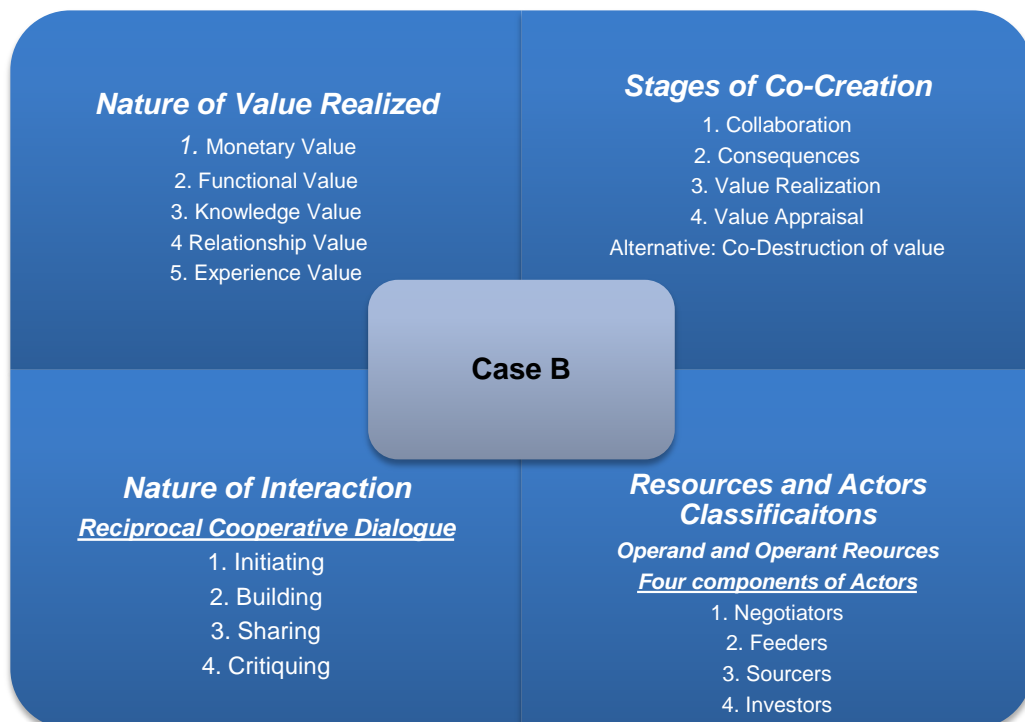 Nature of Value Realized
1. Monetary Value
2. Functional Value
3. Knowledge Value
4 Relationship Value
5. Experience Value
Stages of Co-Creation
1. Collaboration
2. Consequences
3. Value Realization
4. Value Appraisal
Alternative: Co-Destruction of value
Case B
Nature of Interaction
Reciprocal Cooperative Dialogue
1. Initiating
2. Building
3. Sharing
4. Critiquing
Resources and Actors
Classificaitons
Operand and Operant Reources
Four components of Actors
1. Negotiators
2. Feeders
3. Sourcers
4. Investors